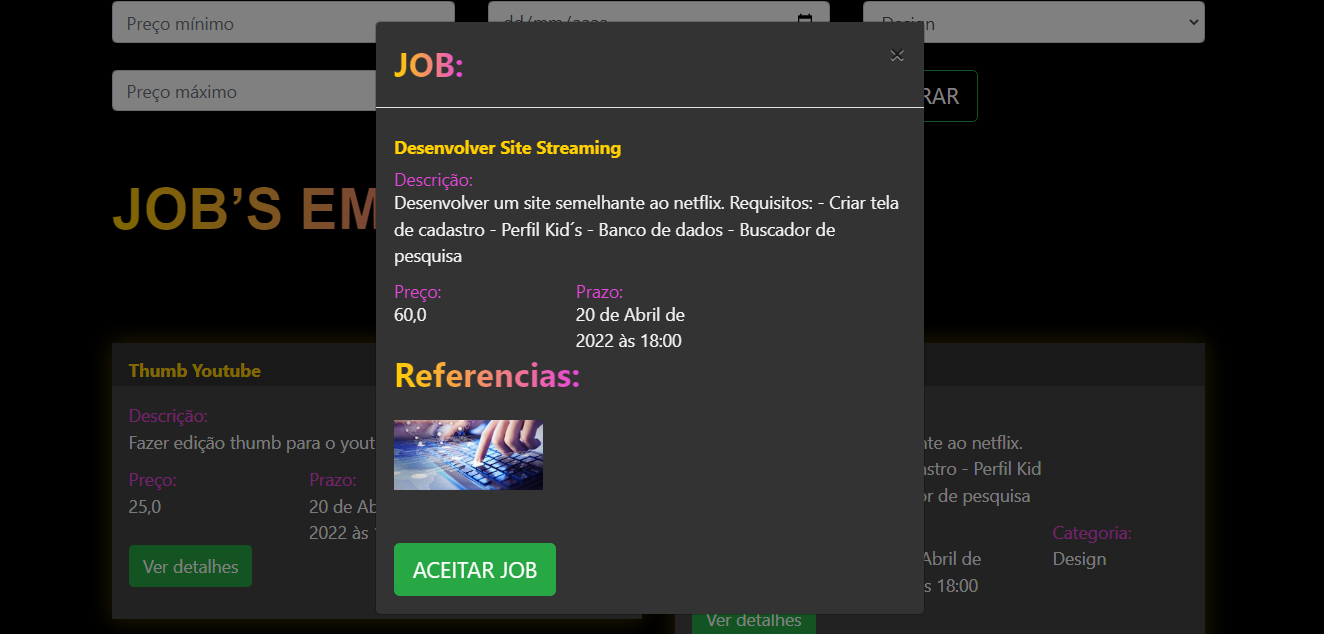 Preço mínimo
dd/mm/aaaa
Design
Preço máximo
RAR
JOB'S EM
JOB:
×
Desenvolver Site Streaming
Descrição:
Desenvolver um site semelhante ao netflix. Requisitos: - Criar tela
de cadastro - Perfil Kid´s - Banco de dados - Buscador de
pesquisa
Preço:
Prazo:
60,0
20 de Abril de
2022 às 18:00
Referencias:
ACEITAR JOB
Thumb Youtube
Descrição:
Fazer edição thumb para o yout
Preço:
Prazo:
25,0
20 de Ab
2022 às
Ver detalhes
nte ao netflix.
astro - Perfil Kid
or de pesquisa
Categoria:
Abril de
Design
s 18:00
Ver detalhes